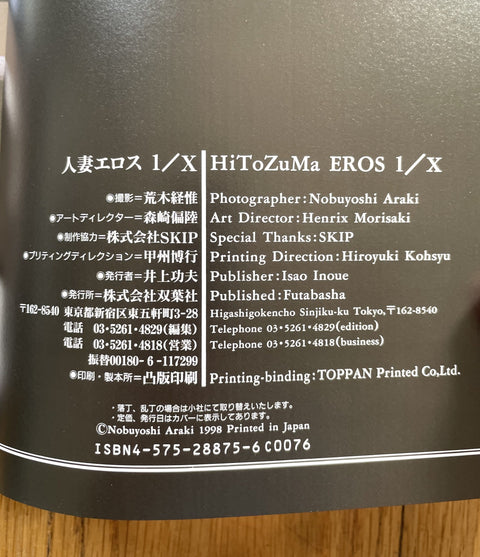 人妻エロス 1/X HiToZuMa EROS 1/X
◉撮影=荒木経惟 Photographer:Nobuyoshi Araki
◉アートディレクター=森崎偏陸 Art Director:Henrix Morisaki
◉制作協力=株式会社SKIP Special Thanks:SKIP
◉プリティングディレクション=甲州博行 Printing Direction:Hiroyuki Kohsyu
◉発行者=井上功夫 Publisher:Isao Inoue
◉発行所=株式会社双葉社 Published:Futabasha
〒162-8540 東京都新宿区東五軒町3-28 Higashigokencho Sinjiku-ku Tokyo,〒162-8540
電話 03・5261・4829(編集) Telephone 03・5261・4829(edition)
電話 03・5261・4818(営業) Telephone 03・5261・4818(business)
振替00180-6-117299
◉印刷・製本所=凸版印刷 Printing-binding:TOPPAN Printed Co,Ltd.
・落丁、乱丁の場合は小社にて取り替えいたします。
・定価、発行日はカバーに表示してあります。
©Nobuyoshi Araki 1998 Printed in Japan
ISBN4-575-28875-6 C0076